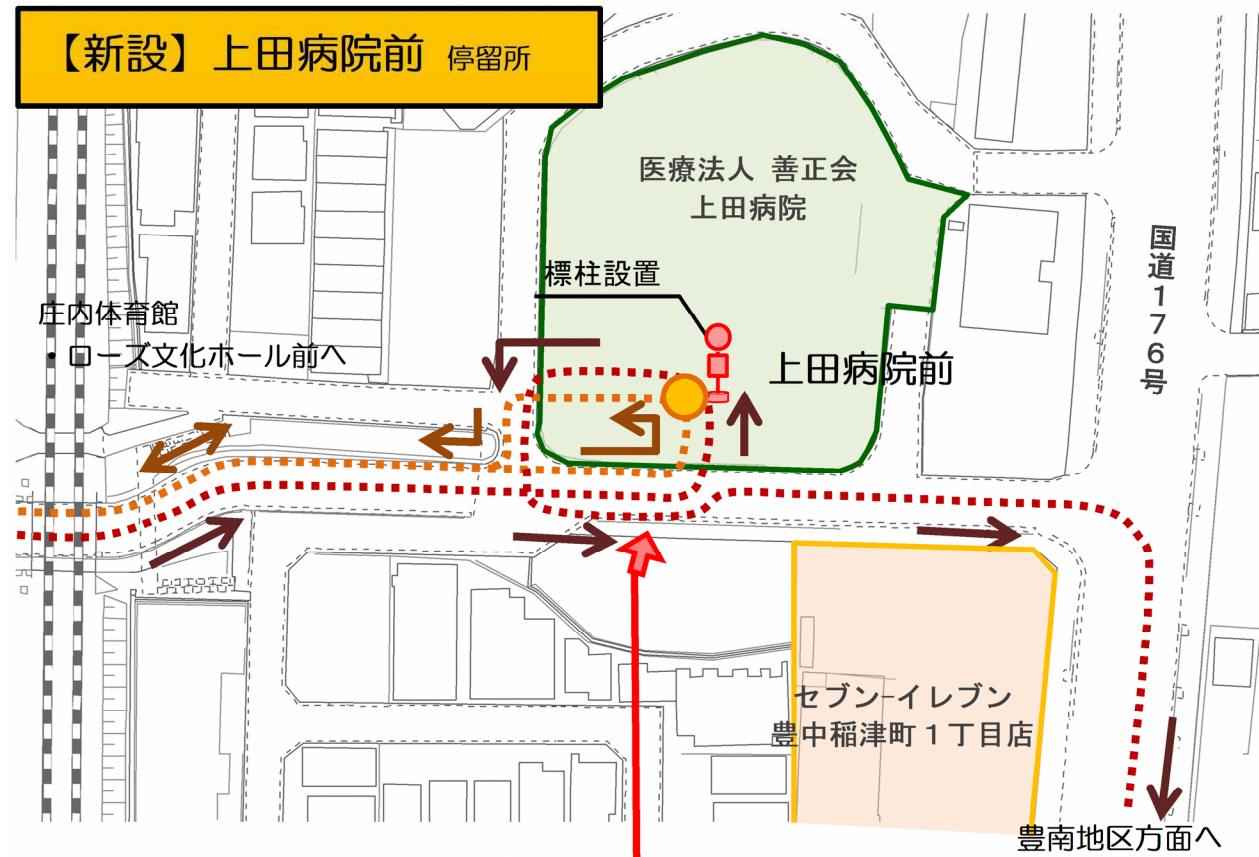 【新設】上田病院前 停留所
医療法人 善正会
上田病院
標柱設置
国道176号
庄内体育館
・ローズ文化ホール前へ
上田病院前
セブン-イレブン
豊中稲津町1丁目店
豊南地区方面へ